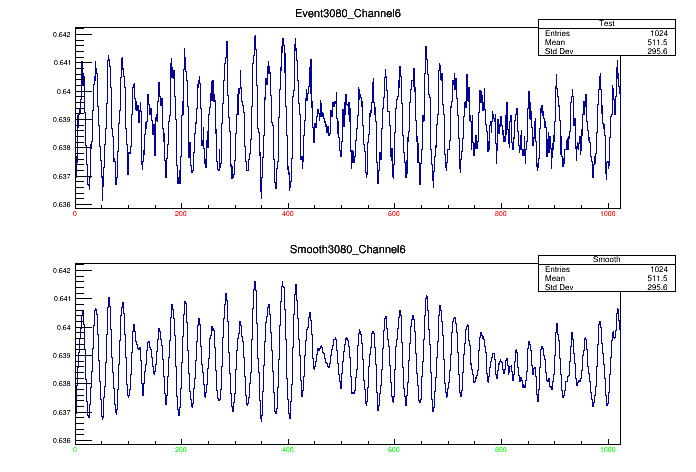 Event3080_Channel6
Test
Entries 1024
Mean 511.5
Std Dev 295.6
0.642
0.641
0.64
0.639
0.638
0.637
0.636
0 200 400 600 800 1000
Smooth3080_Channel6
Smooth
Entries 1024
Mean 511.5
Std Dev 295.6
0.642
0.641
0.64
0.639
0.638
0.637
0.636
0 200 400 600 800 1000